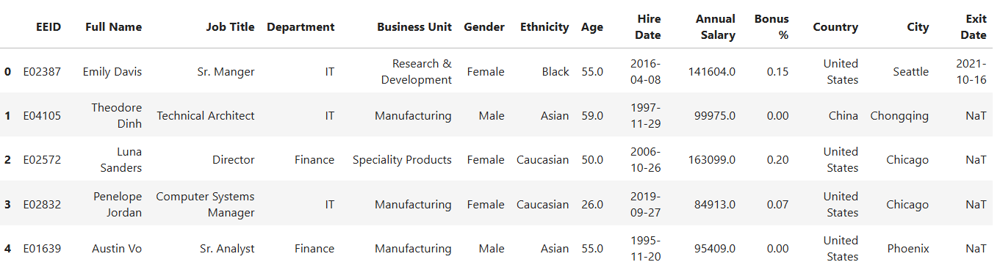 EEID Full Name Job Title Department Business Unit Gender Ethnicity Age Hire Date Annual Salary Bonus % Country City Exit Date
0 E02387 Emily Davis Sr. Manger IT Research & Development Female Black 55.0 2016-04-08 141604.0 0.15 United States Seattle 2021-10-16
1 E04105 Theodore Dinh Technical Architect IT Manufacturing Male Asian 59.0 1997-11-29 99975.0 0.00 China Chongqing NaT
2 E02572 Luna Sanders Director Finance Speciality Products Female Caucasian 50.0 2006-10-26 163099.0 0.20 United States Chicago NaT
3 E02832 Penelope Jordan Computer Systems Manager IT Manufacturing Female Caucasian 26.0 2019-09-27 84913.0 0.07 United States Chicago NaT
4 E01639 Austin Vo Sr. Analyst Finance Manufacturing Male Asian 55.0 1995-11-20 95409.0 0.00 United States Phoenix NaT